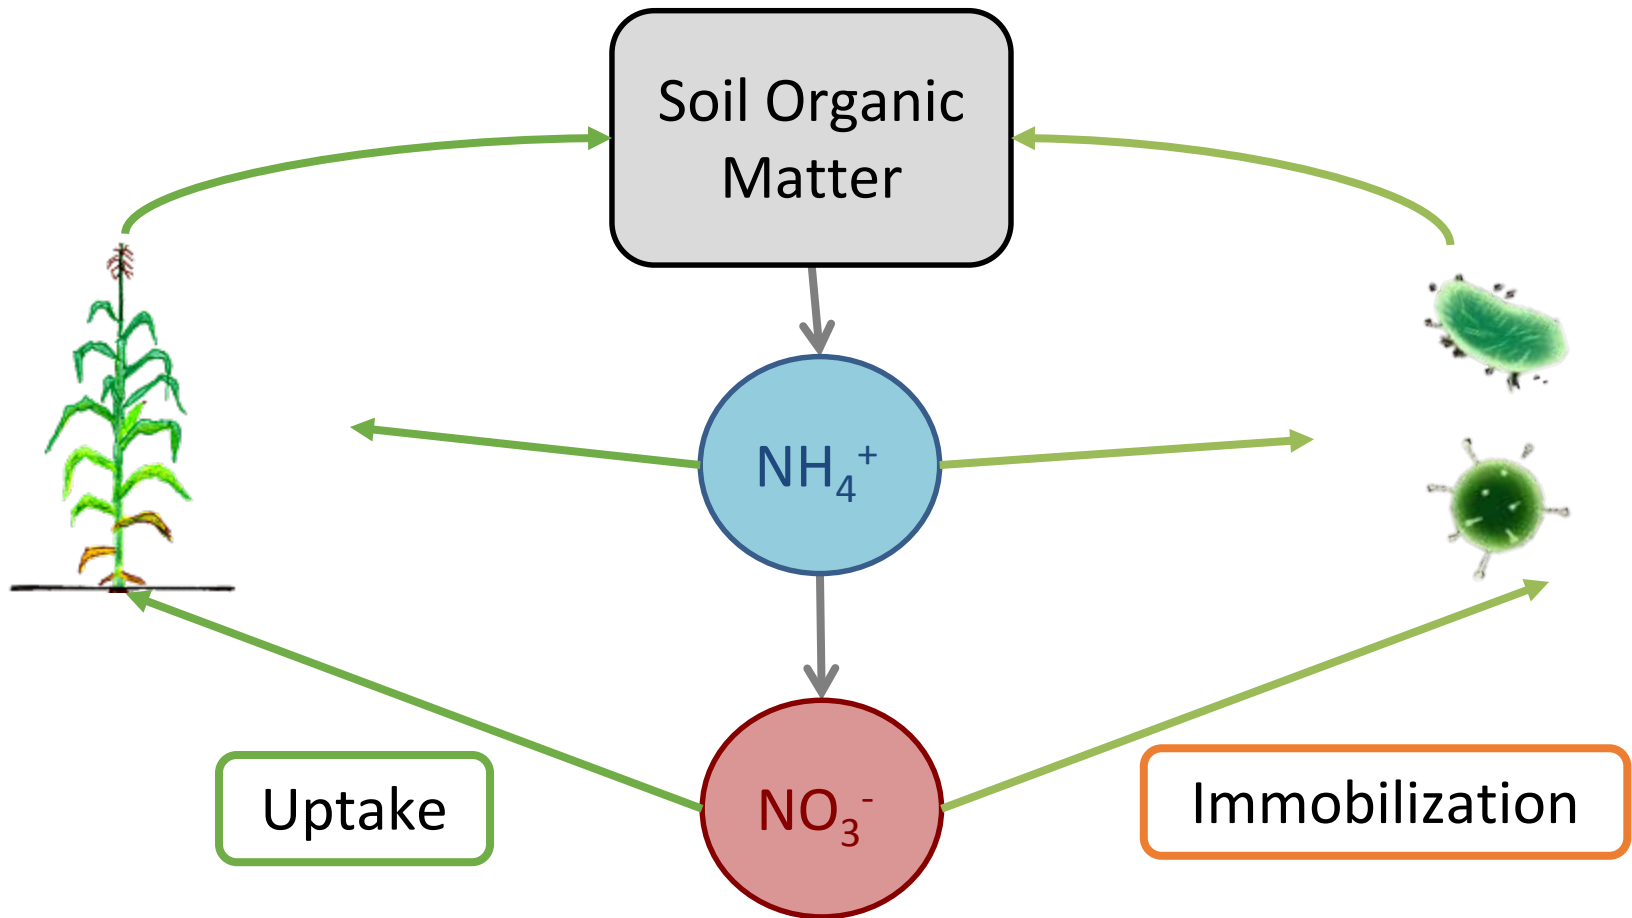 Soil Organic
Matter
NH₄⁺
NO₃⁻
Uptake
Immobilization